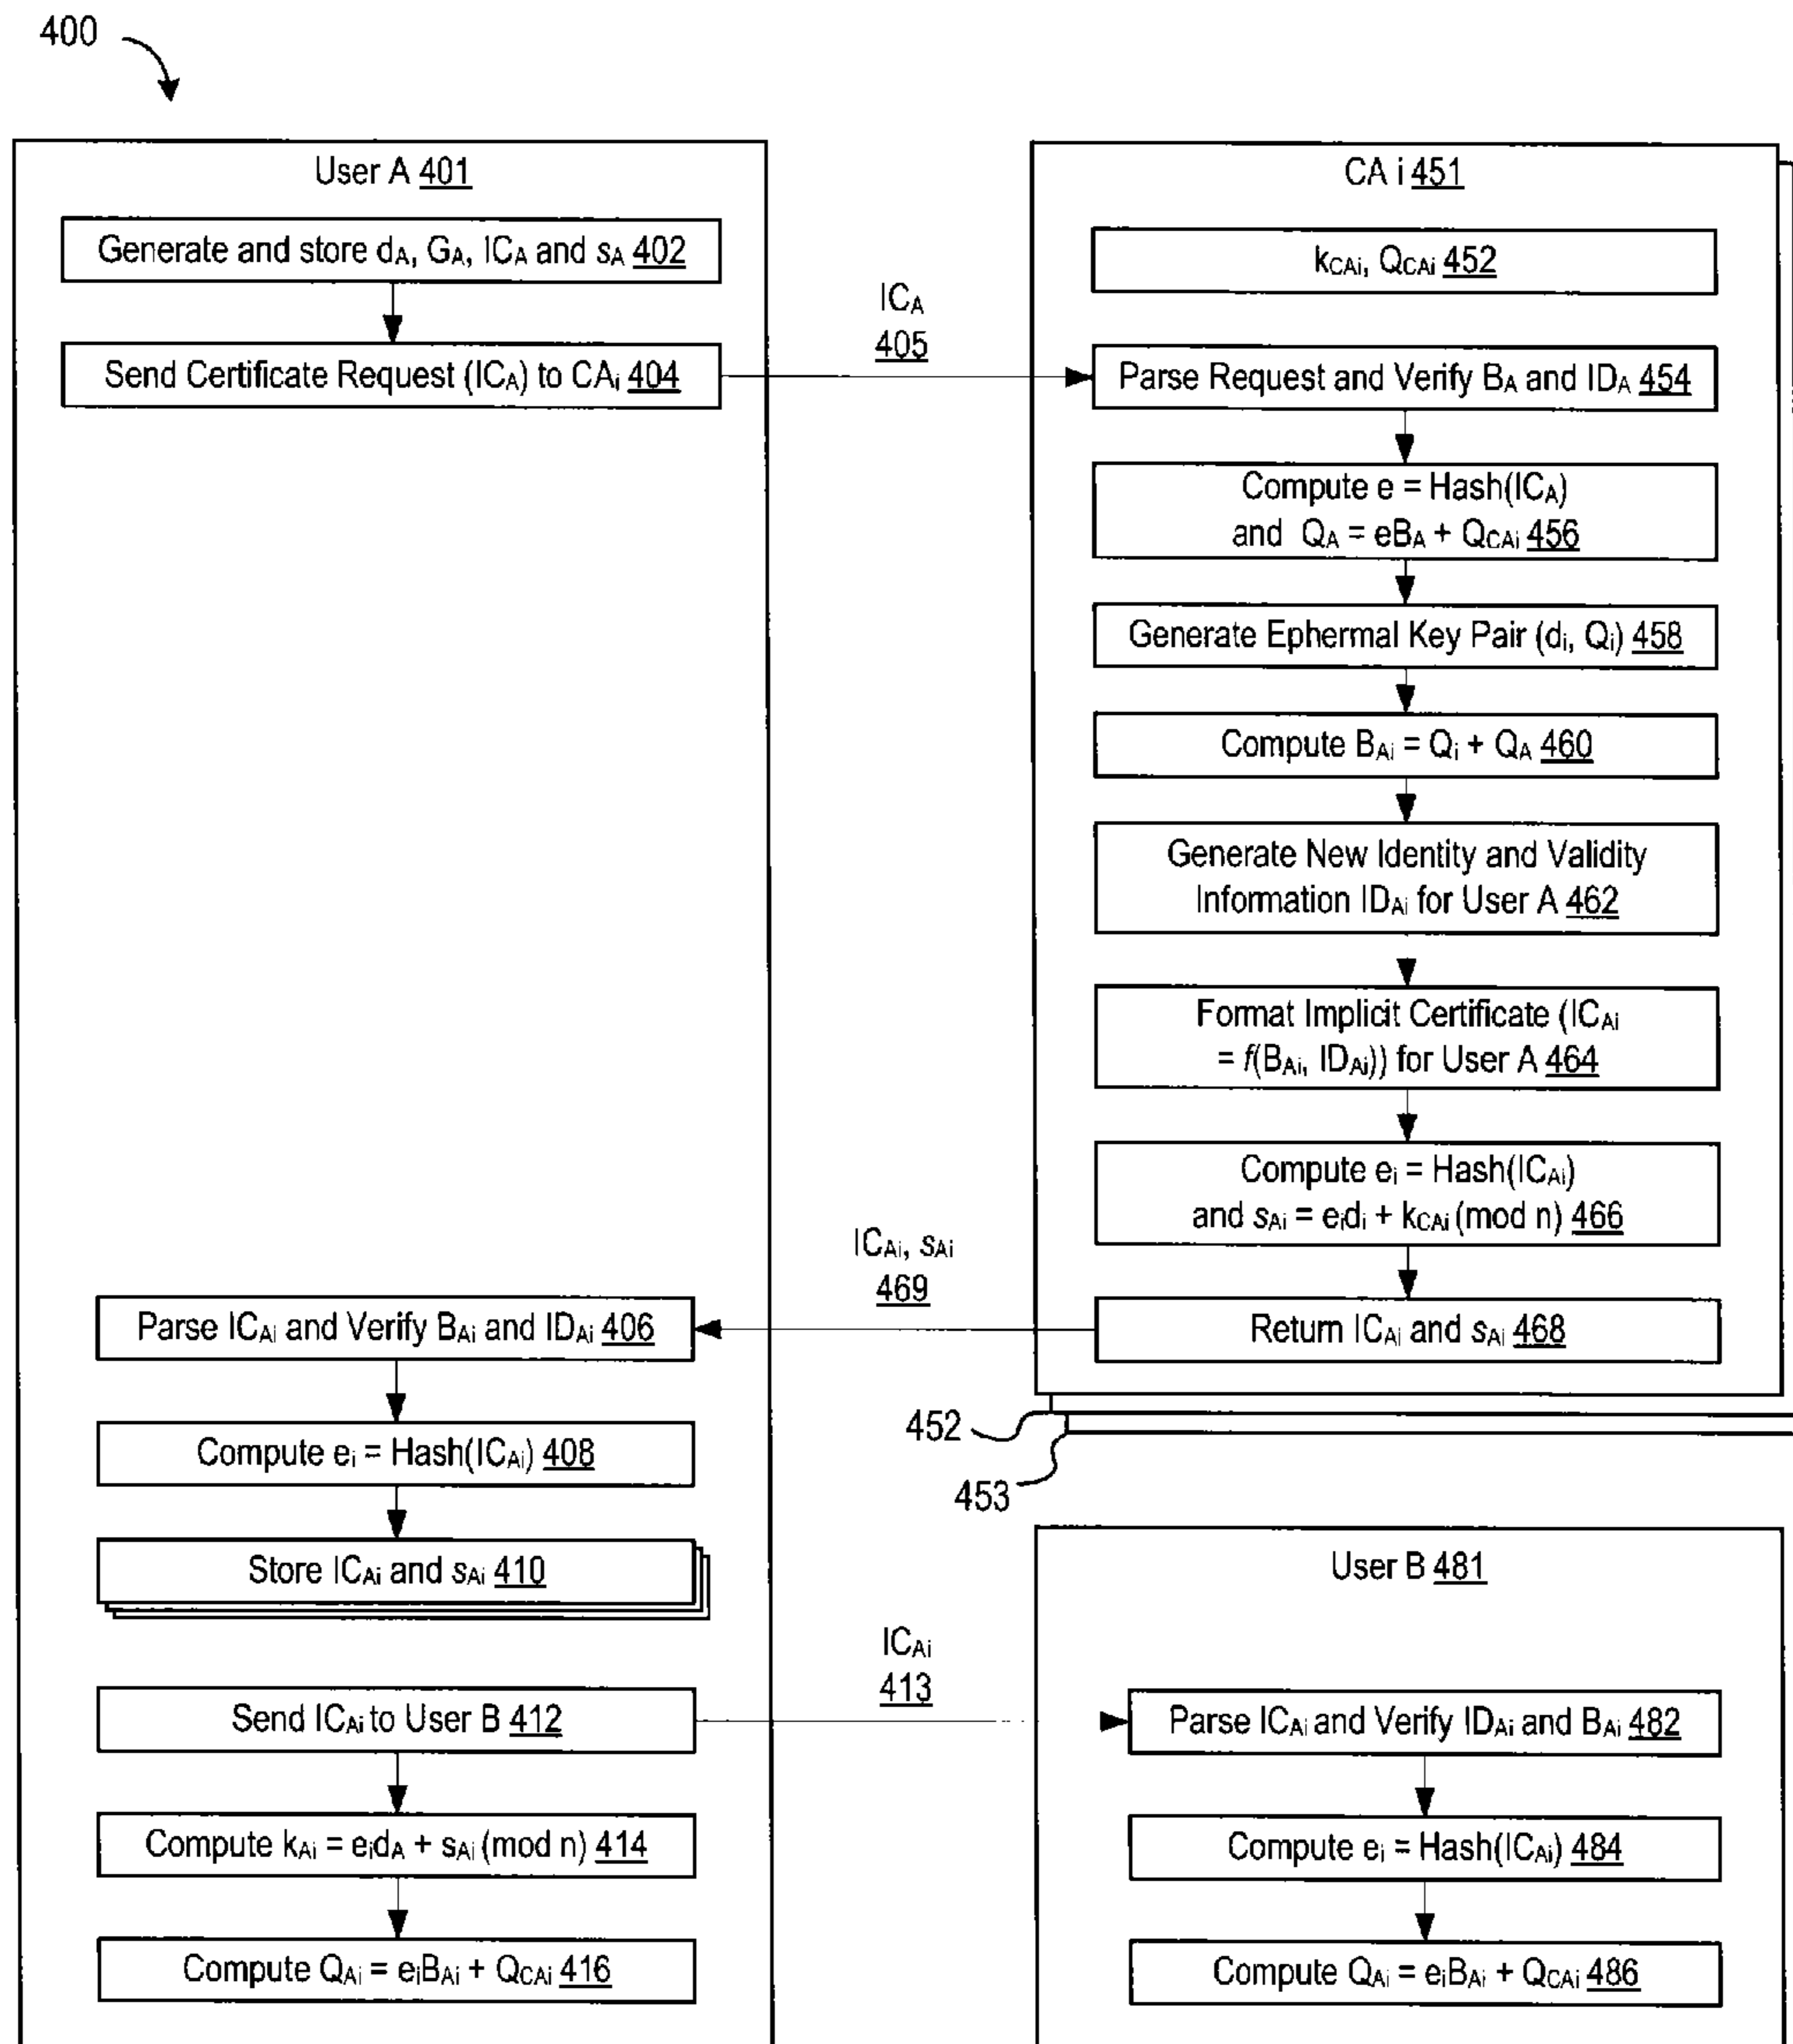 400
User A 401
Generate and store dA, GA, ICA and sA 402
Send Certificate Request (ICA) to CAi 404
ICA
405
CA i 451
kCAi, QCAi 452
Parse Request and Verify BA and IDA 454
Compute e = Hash(ICA)
and QA = eBA + QCAi 456
Generate Ephermal Key Pair (di, Qi) 458
Compute BAi = Qi + QA 460
Generate New Identity and Validity
Information IDAi for User A 462
Format Implicit Certificate (ICAi
= f(BAi, IDAi)) for User A 464
Compute ei = Hash(ICAi)
and sAi = eidi + kCAi (mod n) 466
Return ICAi and sAi 468
ICAi, sAi
469
452
453
Parse ICAi and Verify BAi and IDAi 406
Compute ei = Hash(ICAi) 408
Store ICAi and sAi 410
Send ICAi to User B 412
Compute kAi = eidA + sAi (mod n) 414
Compute QAi = eiBAi + QCAi 416
ICAi
413
User B 481
Parse ICAi and Verify IDAi and BAi 482
Compute ei = Hash(ICAi) 484
Compute QAi = eiBAi + QCAi 486